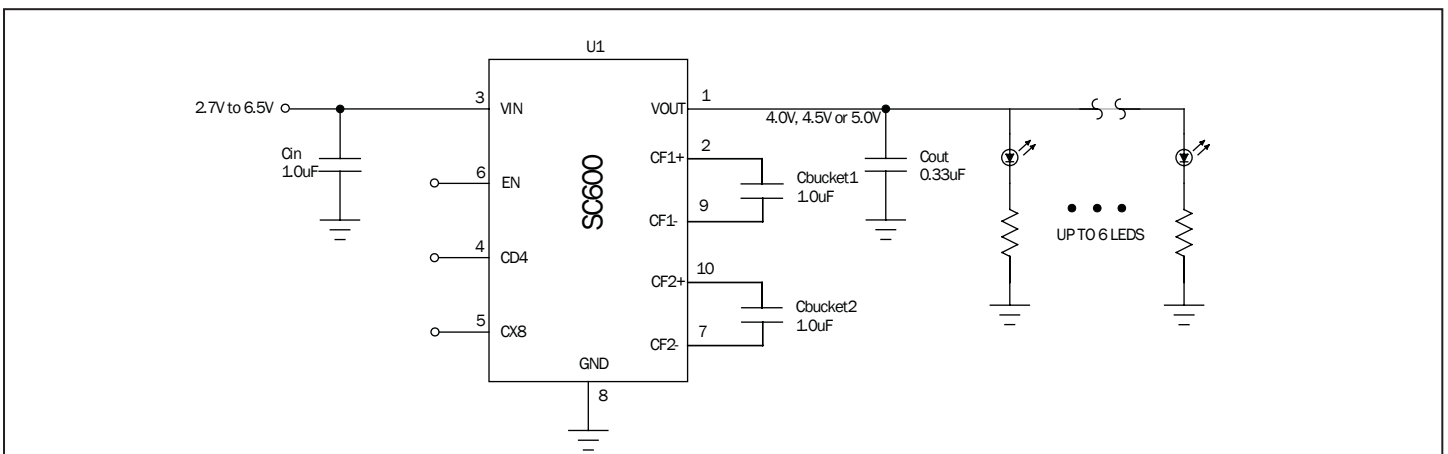 U1
2.7V to 6.5V
3
VIN
VOUT
1
4.0V, 4.5V or 5.0V
Cin
1.0uF
6
EN
4
CD4
5
CX8
SC600
CF1+
2
CF1-
9
CF2+
10
CF2-
7
GND
8
Cbucket1
1.0uF
Cbucket2
1.0uF
Cout
0.33uF
UP TO 6 LEDS